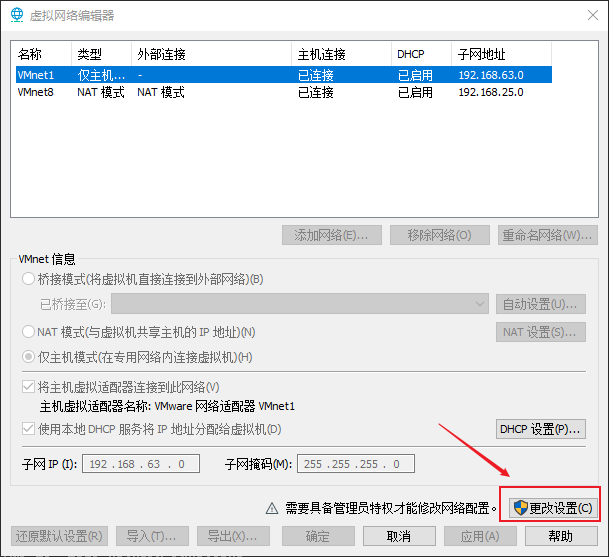 虚拟网络编辑器
名称 类型 外部连接 主机连接 DHCP 子网地址
VMnet1 仅主机... - 已连接 已启用 192.168.63.0
VMnet8 NAT 模式 NAT 模式 已连接 已启用 192.168.25.0
添加网络(E)... 移除网络(O) 重命名网络(W)...
VMnet 信息
桥接模式(将虚拟机直接连接到外部网络)(B)
已桥接至(G): 自动设置(U)...
NAT 模式(与虚拟机共享主机的 IP 地址)(N) NAT 设置(S)...
仅主机模式(在专用网络内连接虚拟机)(H)
将主机虚拟适配器连接到此网络(V)
主机虚拟适配器名称: VMware 网络适配器 VMnet1
使用本地 DHCP 服务将 IP 地址分配给虚拟机(D) DHCP 设置(P)...
子网 IP (I): 192 . 168 . 63 . 0 子网掩码(M): 255 . 255 . 255 . 0
需要具备管理员特权才能修改网络配置。 更改设置(C)
还原默认设置(R) 导入(T)... 导出(X)... 确定 取消 应用(A) 帮助